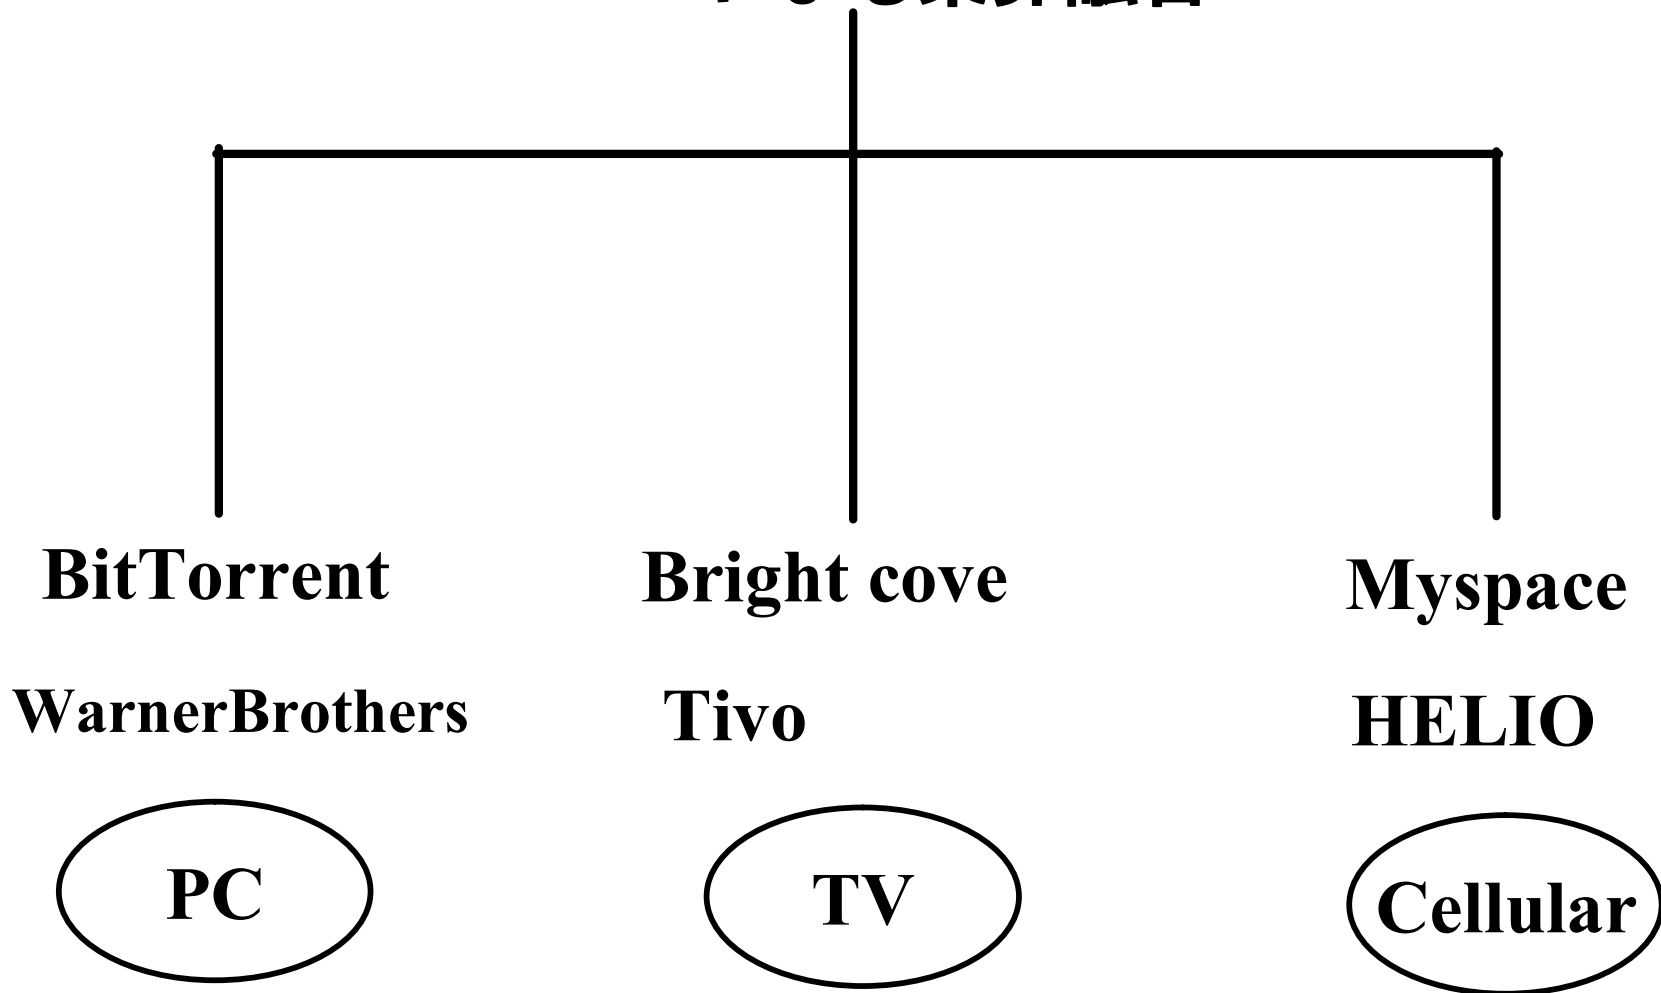 BitTorrent
Bright cove
Myspace
WarnerBrothers
Tivo
HELIO
PC
TV
Cellular